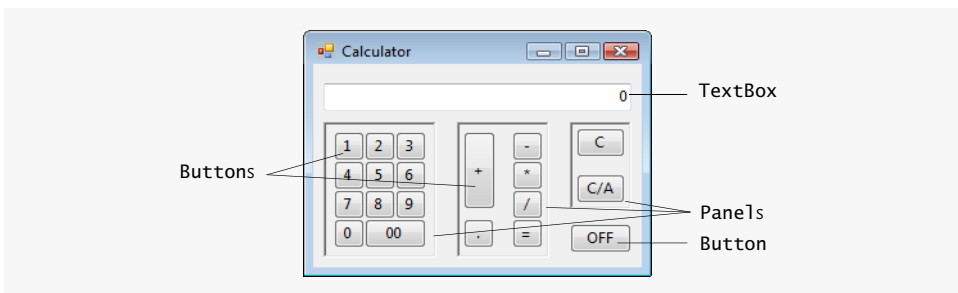 Calculator
0
TextBox
1 2 3 - C
Buttons 4 5 6 + * C/A
7 8 9 / Panels
0 00 . = OFF Button